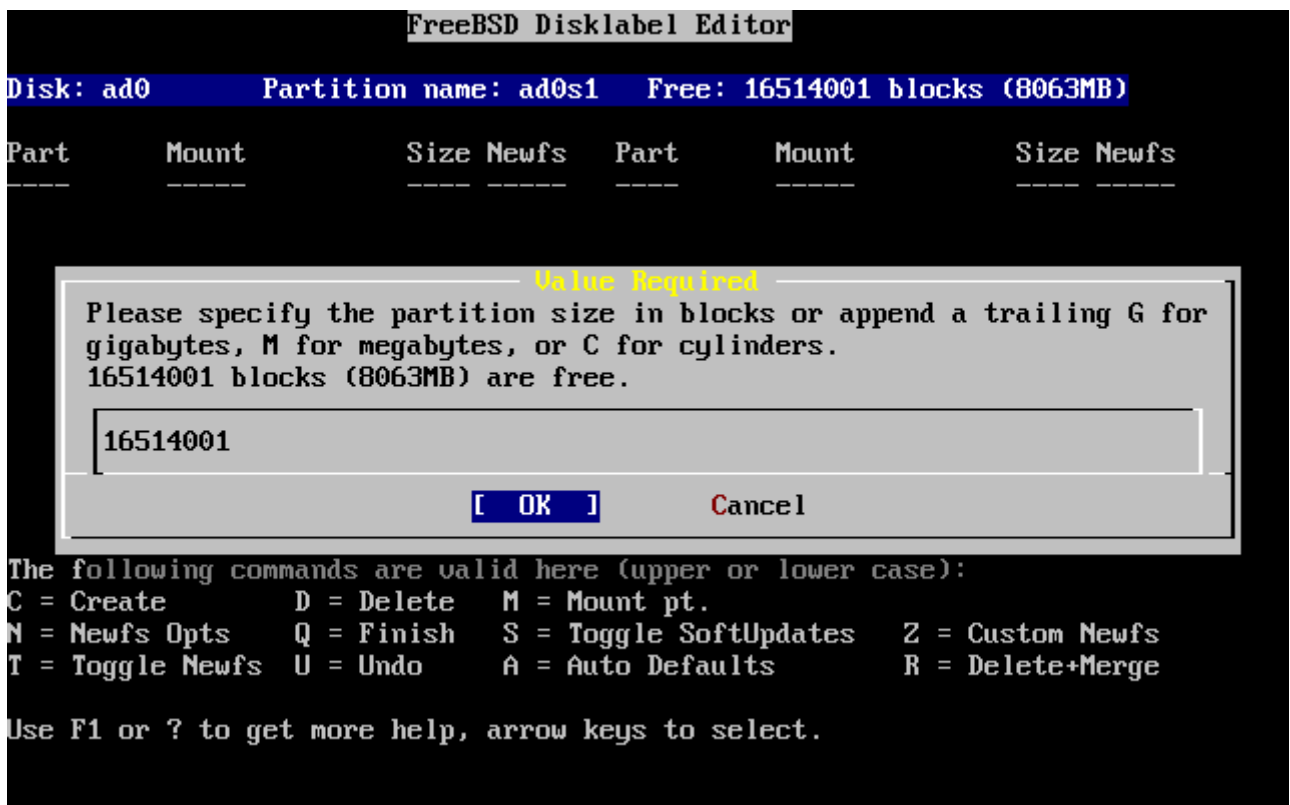 FreeBSD Disklabel Editor
Disk: ad0 Partition name: ad0s1 Free: 16514001 blocks (8063MB)
Part Mount Size Newfs Part Mount Size Newfs
---- ----- ---- ----- ---- ----- ---- -----
Value Required
Please specify the partition size in blocks or append a trailing G for
gigabytes, M for megabytes, or C for cylinders.
16514001 blocks (8063MB) are free.
16514001
[ OK ] Cancel
The following commands are valid here (upper or lower case):
C = Create D = Delete M = Mount pt.
N = Newfs Opts Q = Finish S = Toggle SoftUpdates Z = Custom Newfs
T = Toggle Newfs U = Undo A = Auto Defaults R = Delete+Merge
Use F1 or ? to get more help, arrow keys to select.